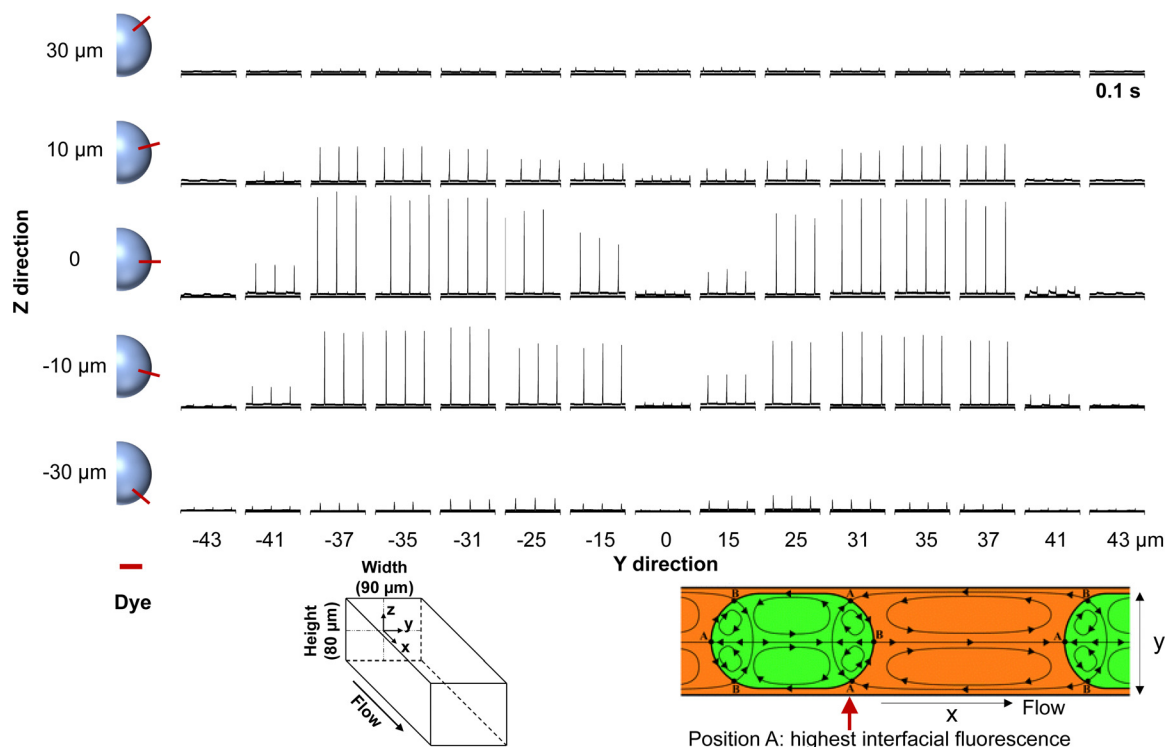 30 µm
0.1 s
10 µm
Z direction
0
-10 µm
-30 µm
-43 -41 -37 -35 -31 -25 -15 0 15 25 31 35 37 41 43 µm
Y direction
Dye
Width
(90 µm)
Height
(80 µm)
z
y
x
Flow
B A B
A B A
B A B
y
x
Flow
Position A: highest interfacial fluorescence